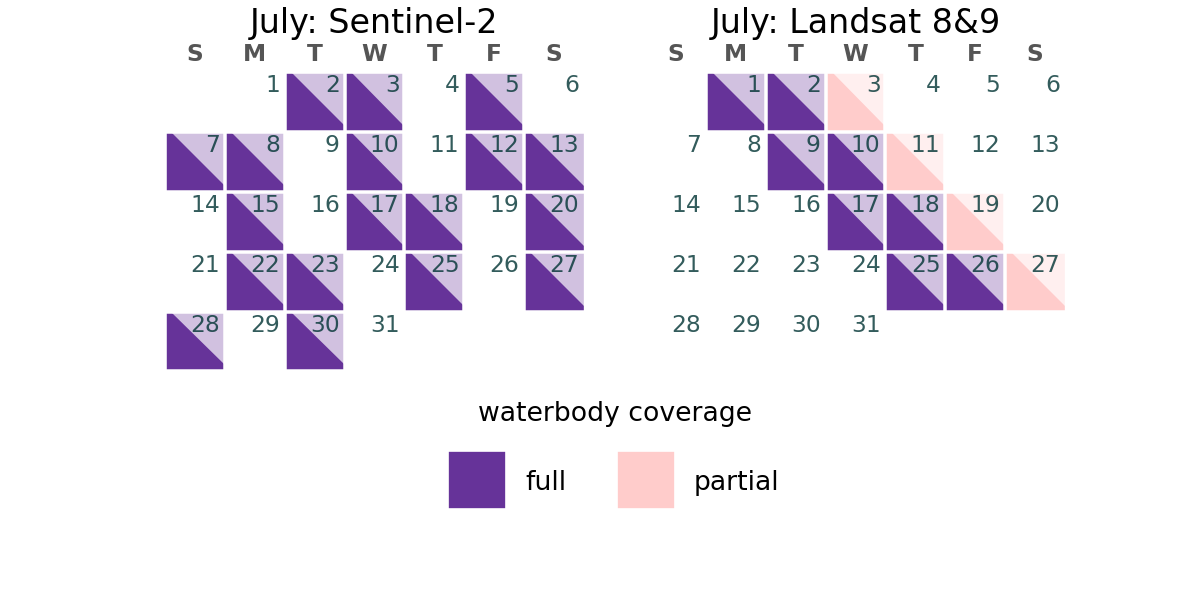 July: Sentinel-2
S M T W T F S
1 2 3 4 5 6
7 8 9 10 11 12 13
14 15 16 17 18 19 20
21 22 23 24 25 26 27
28 29 30 31
July: Landsat 8&9
S M T W T F S
1 2 3 4 5 6
7 8 9 10 11 12 13
14 15 16 17 18 19 20
21 22 23 24 25 26 27
28 29 30 31
waterbody coverage
full partial